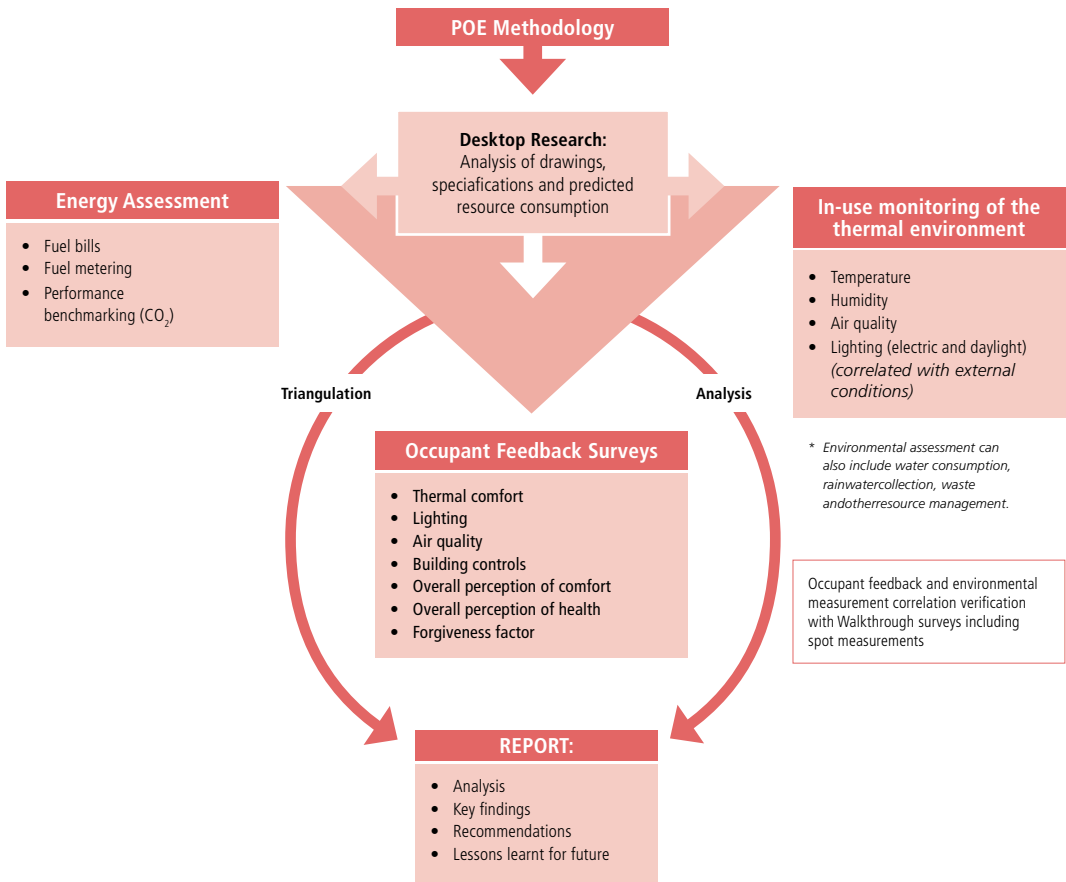 POE Methodology
Desktop Research:
Analysis of drawings,
speciafifications and predicted
resource consumption
Energy Assessment
• Fuel bills
• Fuel metering
• Performance
benchmarking (CO₂)
In-use monitoring of the
thermal environment
• Temperature
• Humidity
• Air quality
• Lighting (electric and daylight)
(correlated with external
conditions)
* Environmental assessment can
also include water consumption,
rainwatercollection, waste
andotherresource management.
Triangulation
Analysis
Occupant Feedback Surveys
• Thermal comfort
• Lighting
• Air quality
• Building controls
• Overall perception of comfort
• Overall perception of health
• Forgiveness factor
Occupant feedback and environmental
measurement correlation verification
with Walkthrough surveys including
spot measurements
REPORT:
• Analysis
• Key findings
• Recommendations
• Lessons learnt for future